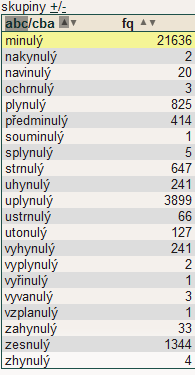 skupiny +/-
abc/cba ▲▼ fq ▲▼
minulý 21636
nakynulý 2
navinulý 20
ochrnulý 3
plynulý 825
předminulý 414
souminulý 1
splynulý 5
strnulý 647
uhynulý 241
uplynulý 3899
ustrnulý 66
utonulý 127
vyhynulý 241
vyplynulý 2
vyřinulý 1
vyvanulý 3
vzplanulý 1
zahynulý 33
zesnulý 1344
zhynulý 4